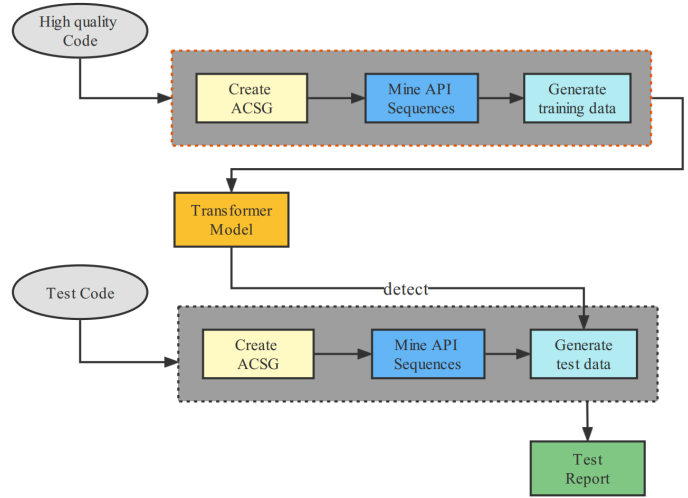 High quality
Code
Create
ACSG
Mine API
Sequences
Generate
training data
Transformer
Model
detect
Test Code
Create
ACSG
Mine API
Sequences
Generate
test data
Test
Report